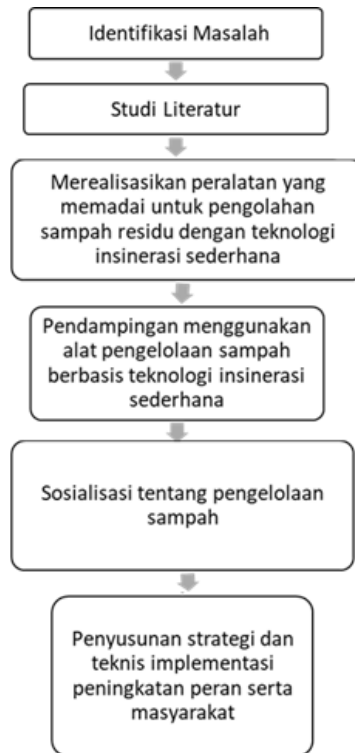 Identifikasi Masalah
Studi Literatur
Merealisasikan peralatan yang
memadai untuk pengolahan
sampah residu dengan teknologi
insinerasi sederhana
Pendampingan menggunakan
alat pengelolaan sampah
berbasis teknologi insinerasi
sederhana
Sosialisasi tentang pengelolaan
sampah
Penyusunan strategi dan
teknis implementasi
peningkatan peran serta
masyarakat